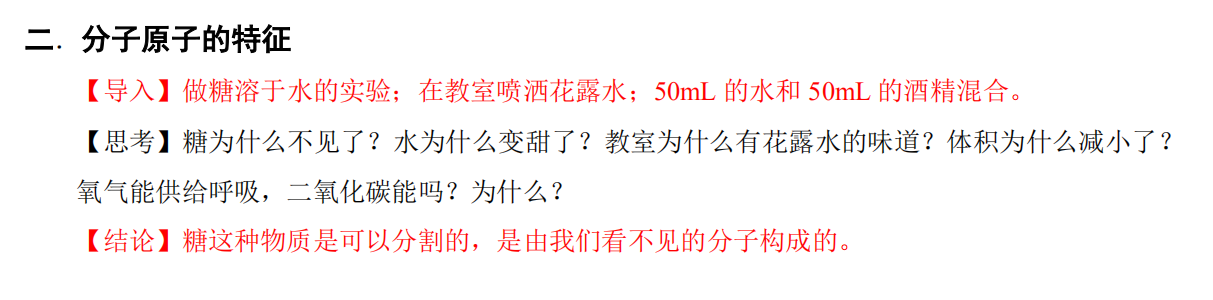 二．分子原子的特征
【导入】做糖溶于水的实验；在教室喷洒花露水；50mL 的水和 50mL 的酒精混合。
【思考】糖为什么不见了？水为什么变甜了？教室为什么有花露水的味道？体积为什么减小了？
氧气能供给呼吸，二氧化碳能吗？为什么？
【结论】糖这种物质是可以分割的，是由我们看不见的分子构成的。